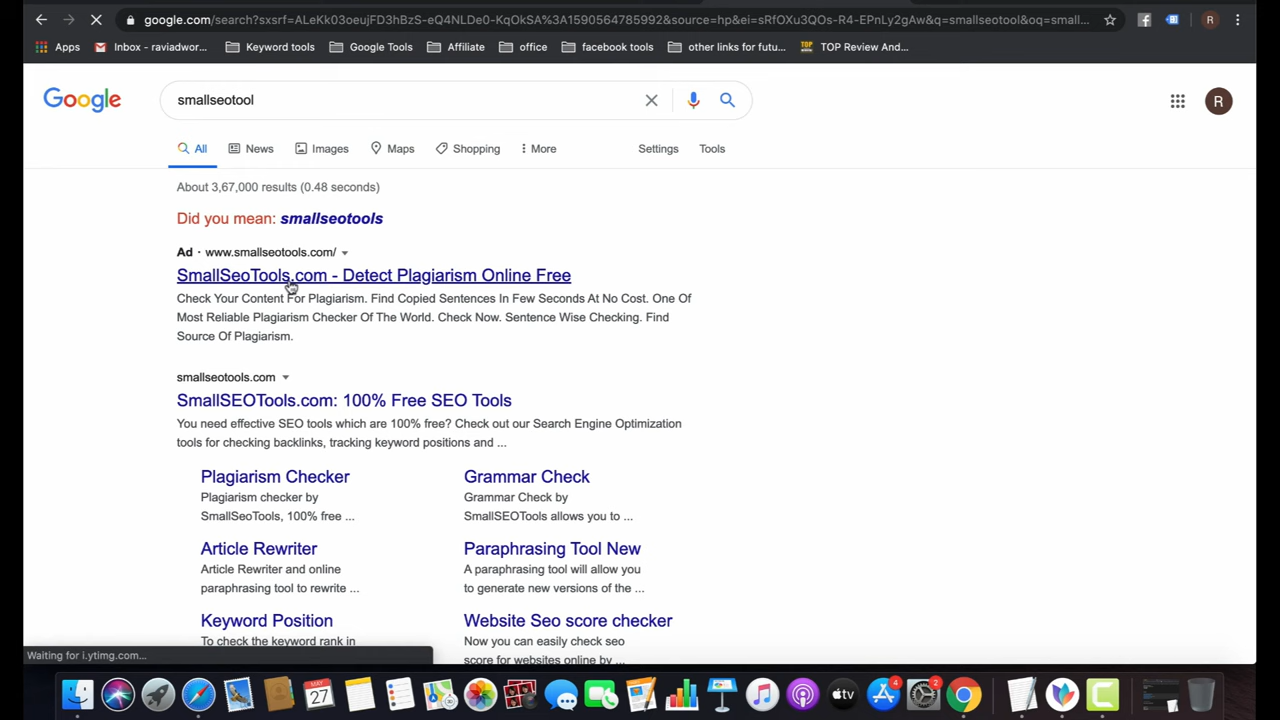 google.com/search?sxsrf=ALeKk03oeujFD3hBzS-eQ4NLDe0-KqOkSA%3A1590564785992&source=hp&ei=sRfOXu3QOs-R4-EPnLy2gAw&q=smallseotool&oq=small...
R
Apps
Inbox - raviadwor...
Keyword tools
Google Tools
Affiliate
office
facebook tools
other links for futu...
TOP Review And...
Google
smallseotool
R
All
News
Images
Maps
Shopping
More
Settings
Tools
About 3,67,000 results (0.48 seconds)
Did you mean: smallseotools
Ad · www.smallseotools.com/
SmallSeoTools.com - Detect Plagiarism Online Free
Check Your Content For Plagiarism. Find Copied Sentences In Few Seconds At No Cost. One Of
Most Reliable Plagiarism Checker Of The World. Check Now. Sentence Wise Checking. Find
Source Of Plagiarism.
smallseotools.com
SmallSEOTools.com: 100% Free SEO Tools
You need effective SEO tools which are 100% free? Check out our Search Engine Optimization
tools for checking backlinks, tracking keyword positions and ...
Plagiarism Checker
Plagiarism checker by
SmallSeoTools, 100% free ...
Grammar Check
Grammar Check by
SmallSEOTools allows you to ...
Article Rewriter
Article Rewriter and online
paraphrasing tool to rewrite ...
Paraphrasing Tool New
A paraphrasing tool will allow you
to generate new versions of the ...
Keyword Position
To check the keyword rank in
Website Seo score checker
Now you can easily check seo
score for websites online by ...
Waiting for i.ytimg.com...
MAY
27
tv
4
2